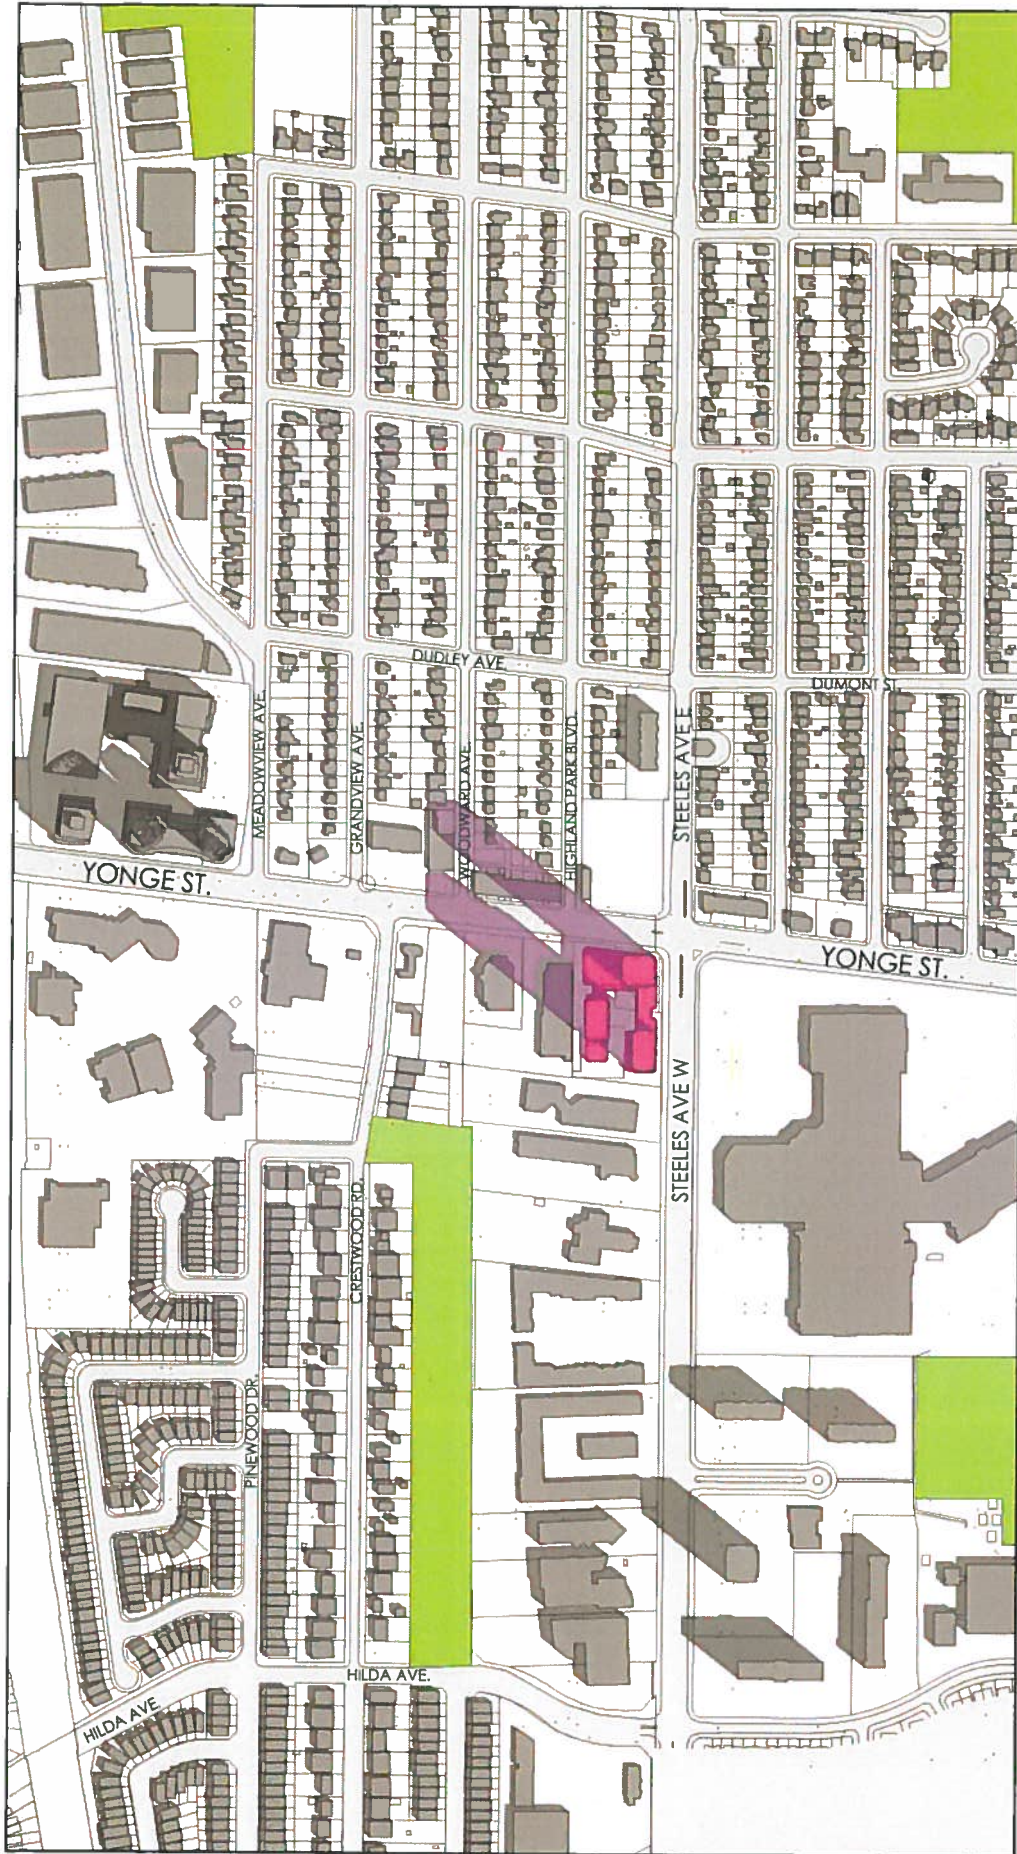 DUDLEY AVE.
DUMONT ST.
MEADOWVIEW AVE.
GRANDVIEW AVE.
WOODWARD AVE.
HIGHLAND PARK BLVD.
STEELES AVE E
YONGE ST.
YONGE ST.
STEELES AVE W
CRESTWOOD RD.
PINEWOOD DR.
HILDA AVE.
HILDA AVE.